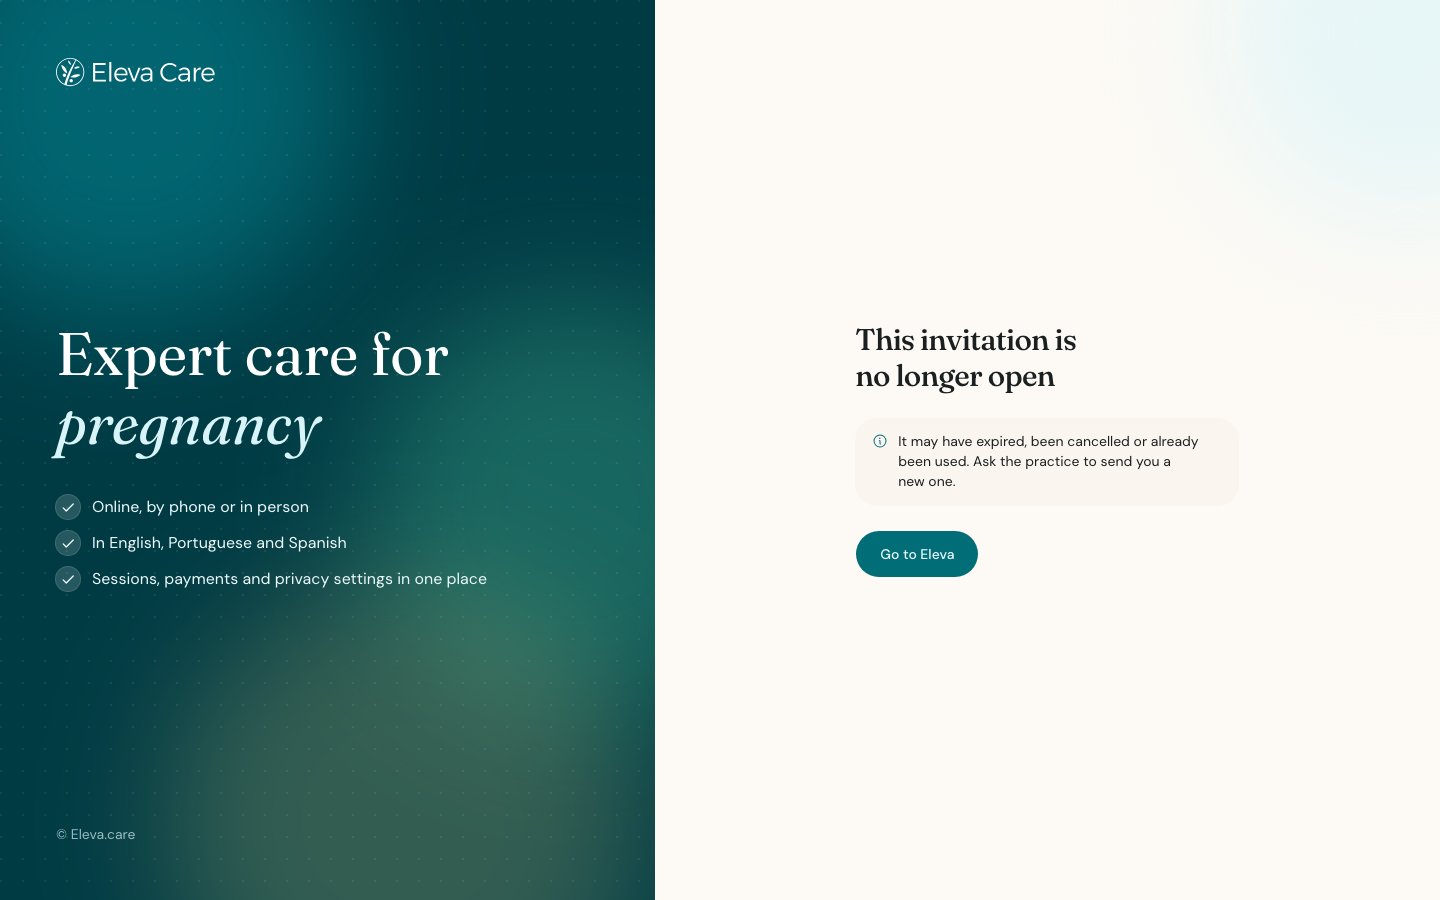 Eleva Care
Expert care for
pregnancy
Online, by phone or in person
In English, Portuguese and Spanish
Sessions, payments and privacy settings in one place
© Eleva.care
This invitation is
no longer open
It may have expired, been cancelled or already
been used. Ask the practice to send you a
new one.
Go to Eleva